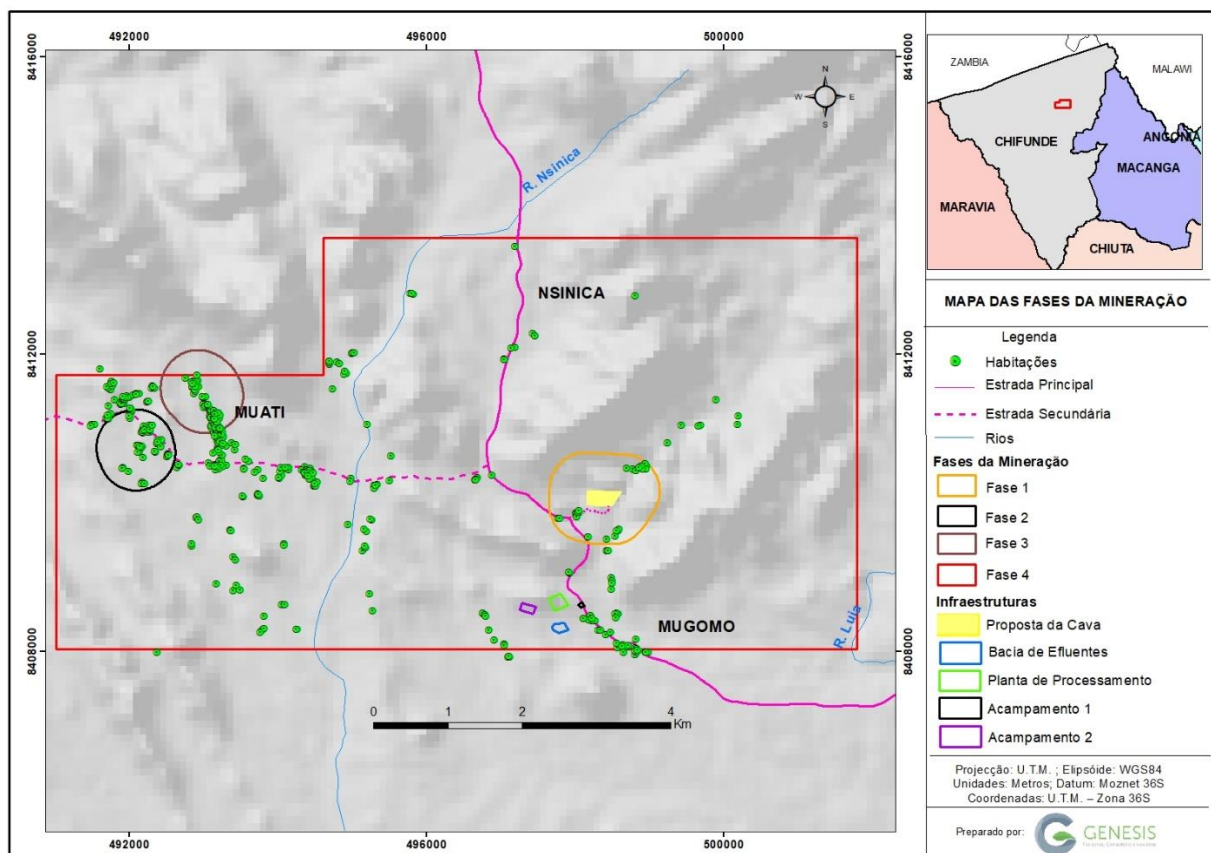 492000
496000
500000
8416000
8416000
N
W
E
S
R. Nsinica
NSINICA
8412000
8412000
MUATI
MUGOMO
R. Luia
8408000
8408000
0
1
2
4
Km
492000
496000
500000
ZAMBIA
MALAWI
CHIFUNDE
ANGONIA
MACANGA
MARAVIA
CHIUTA
MAPA DAS FASES DA MINERAÇÃO
Legenda
Habitações
Estrada Principal
Estrada Secundária
Rios
Fases da Mineração
Fase 1
Fase 2
Fase 3
Fase 4
Infraestruturas
Proposta da Cava
Bacia de Efluentes
Planta de Processamento
Acampamento 1
Acampamento 2
Projecção: U.T.M. ; Elipsóide: WGS84
Unidades: Metros; Datum: Moznet 36S
Coordenadas: U.T.M. – Zona 36S
Preparado por:
GENESIS